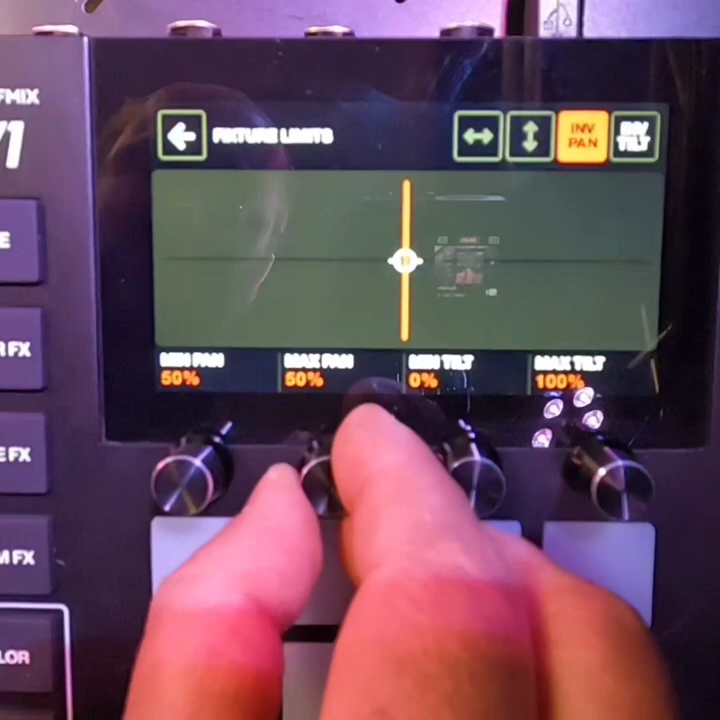 FMIX
/1
FIXTURE LIMITS
INV
PAN
INV
TILT
E
R FX
E FX
M FX
LOR
MIN PAN
50%
MAX PAN
50%
MIN TILT
0%
MAX TILT
100%